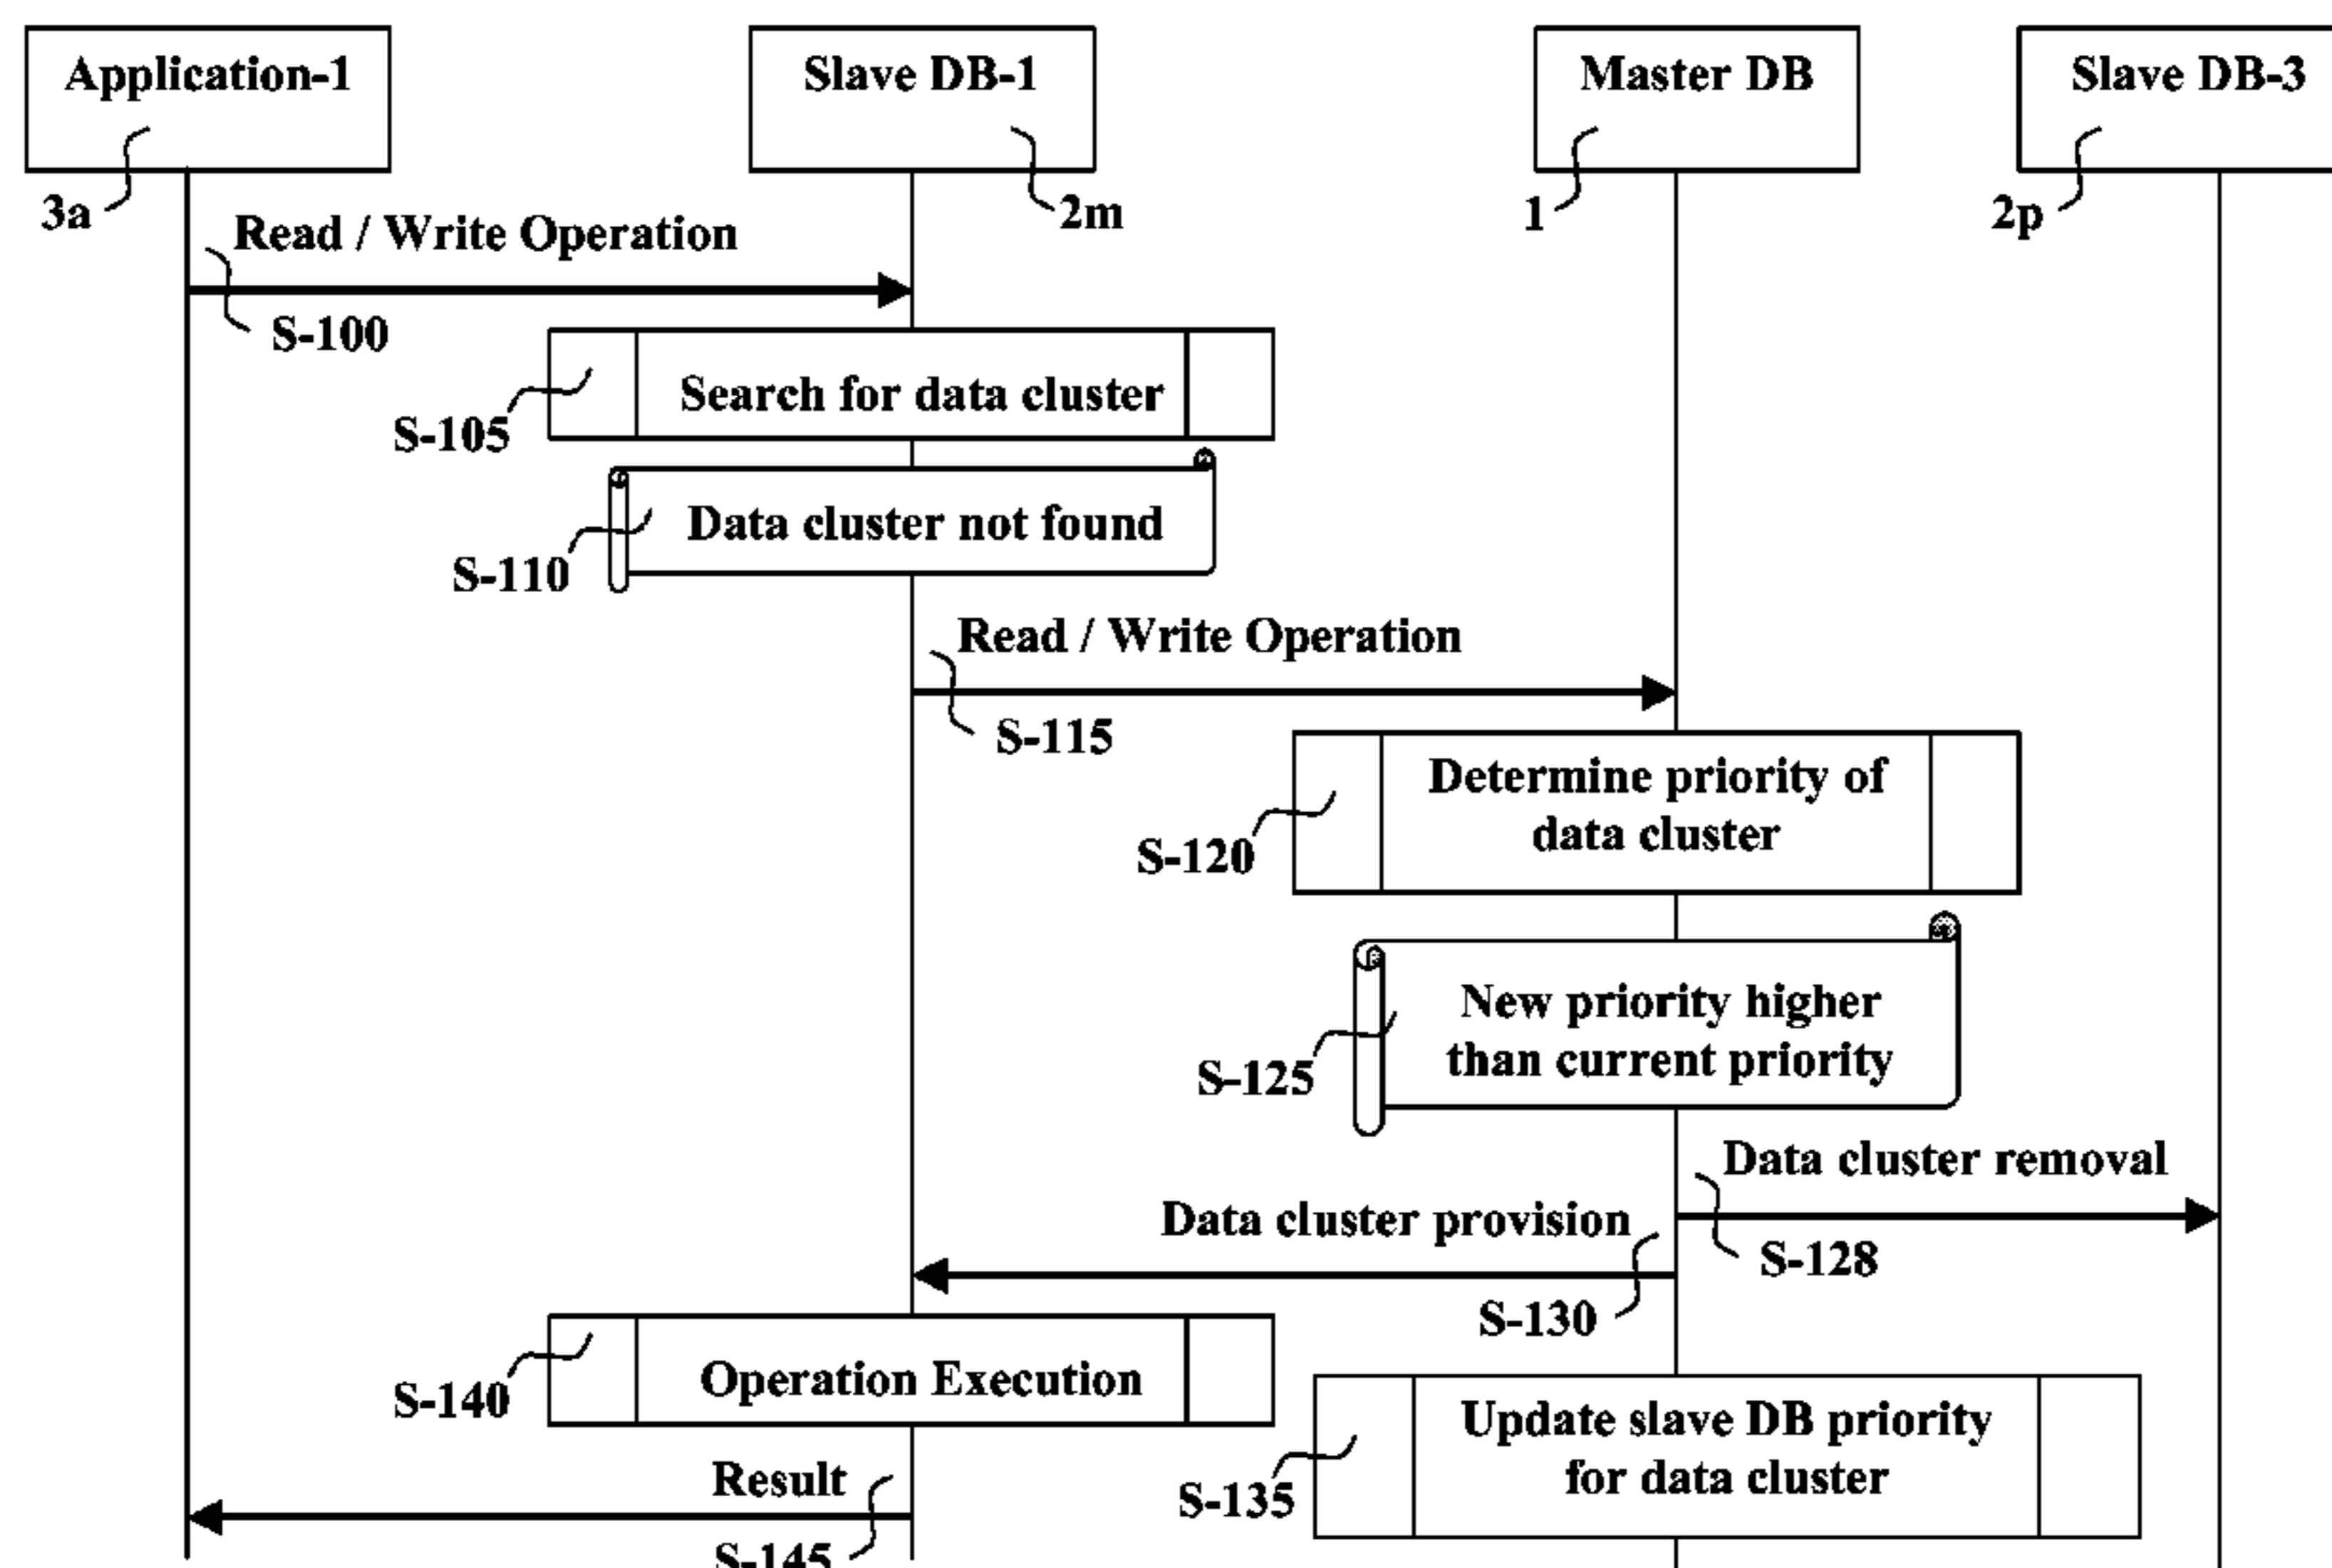 Application-1
Slave DB-1
Master DB
Slave DB-3
3a
2m
1
2p
Read / Write Operation
S-100
Search for data cluster
S-105
Data cluster not found
S-110
Read / Write Operation
S-115
Determine priority of
data cluster
S-120
New priority higher
than current priority
S-125
Data cluster removal
S-128
Data cluster provision
S-130
Operation Execution
S-140
Update slave DB priority
for data cluster
S-135
Result
S-145